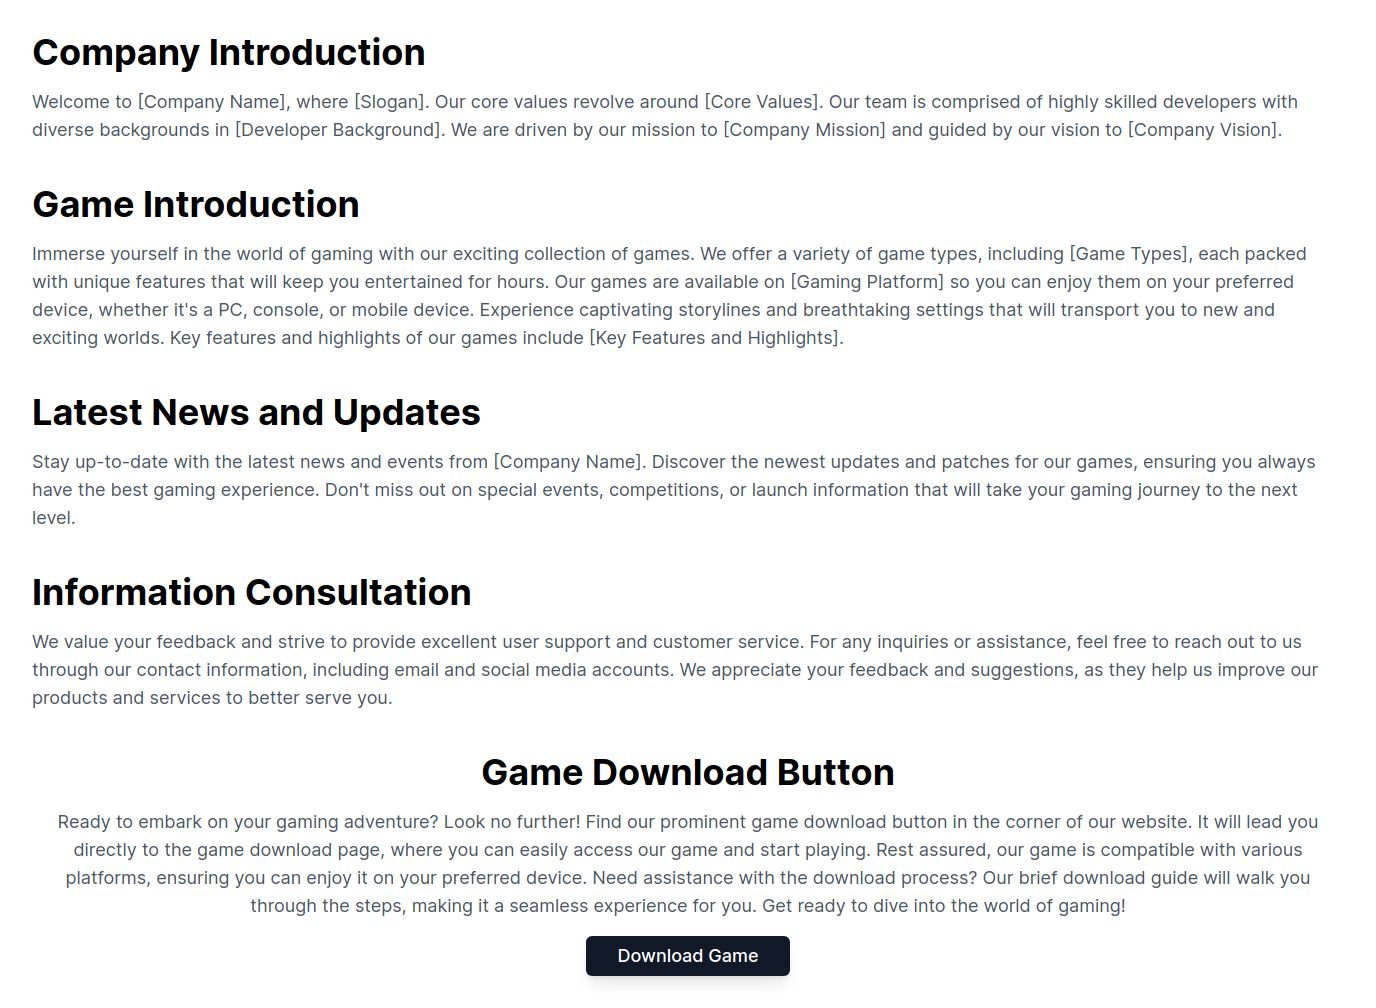 Company Introduction
Welcome to [Company Name], where [Slogan]. Our core values revolve around [Core Values]. Our team is comprised of highly skilled developers with
diverse backgrounds in [Developer Background]. We are driven by our mission to [Company Mission] and guided by our vision to [Company Vision].
Game Introduction
Immerse yourself in the world of gaming with our exciting collection of games. We offer a variety of game types, including [Game Types], each packed
with unique features that will keep you entertained for hours. Our games are available on [Gaming Platform] so you can enjoy them on your preferred
device, whether it's a PC, console, or mobile device. Experience captivating storylines and breathtaking settings that will transport you to new and
exciting worlds. Key features and highlights of our games include [Key Features and Highlights].
Latest News and Updates
Stay up-to-date with the latest news and events from [Company Name]. Discover the newest updates and patches for our games, ensuring you always
have the best gaming experience. Don't miss out on special events, competitions, or launch information that will take your gaming journey to the next
level.
Information Consultation
We value your feedback and strive to provide excellent user support and customer service. For any inquiries or assistance, feel free to reach out to us
through our contact information, including email and social media accounts. We appreciate your feedback and suggestions, as they help us improve our
products and services to better serve you.
Game Download Button
Ready to embark on your gaming adventure? Look no further! Find our prominent game download button in the corner of our website. It will lead you
directly to the game download page, where you can easily access our game and start playing. Rest assured, our game is compatible with various
platforms, ensuring you can enjoy it on your preferred device. Need assistance with the download process? Our brief download guide will walk you
through the steps, making it a seamless experience for you. Get ready to dive into the world of gaming!
Download Game